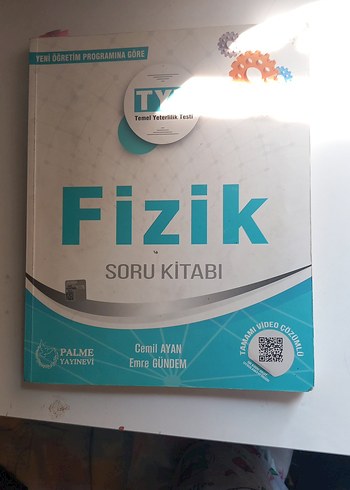 YENİ ÖĞRETİM PROGRAMINA GÖRE
Temel Yeterlilik Testi
Fizik
SORU KİTABI
Cemil AYAN
Emre GÜNDEM
PALME
YAYINEVİ
TAMAMI VİDEO ÇÖZÜMLÜ